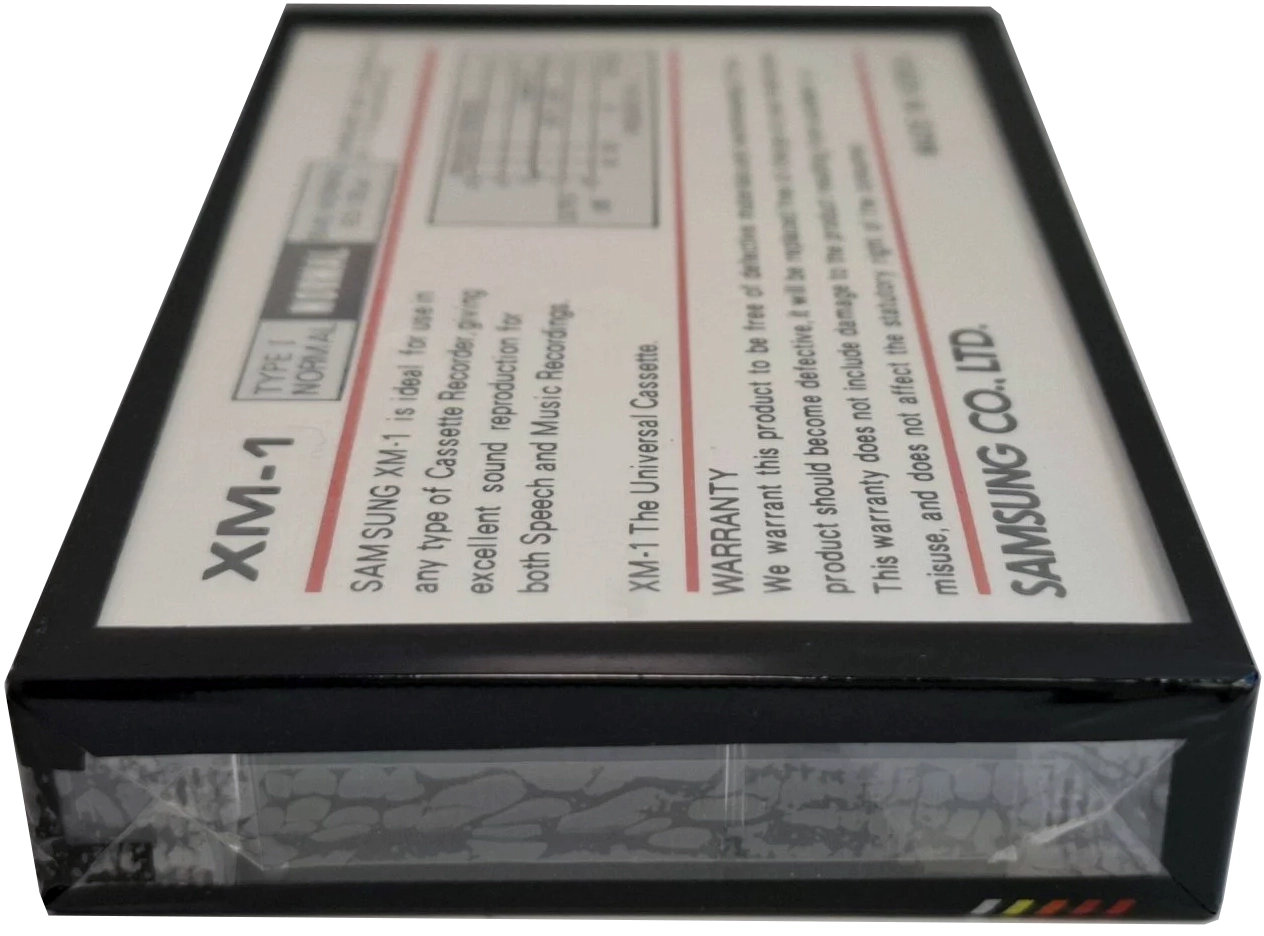 XM-1
TYPE I
NORMAL
NORMAL
SAMSUNG XM-1 is ideal for use in
any type of Cassette Recorder, giving
excellent sound reproduction for
both Speech and Music Recordings.
XM-1 The Universal Cassette.
WARRANTY
We warrant this product to be free of defective materials and
product should become defective, it will be replaced free
This warranty does not include damage to the product resulting from
misuse, and does not affect the statutory right of the consumer
SAMSUNG CO., LTD.
MADE IN KOREA